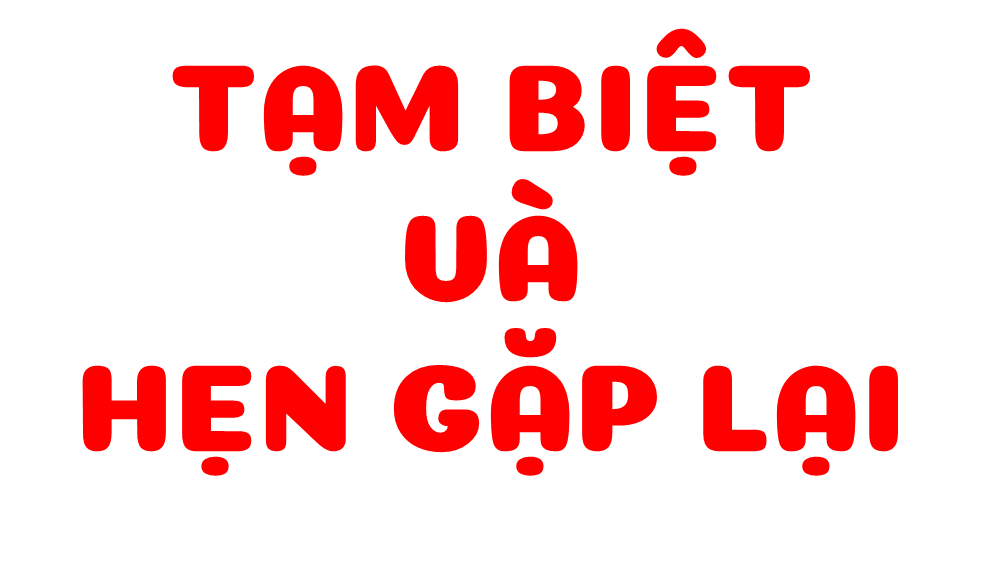 TẠM BIỆT
UÀ
HẸN GẶP LẠI